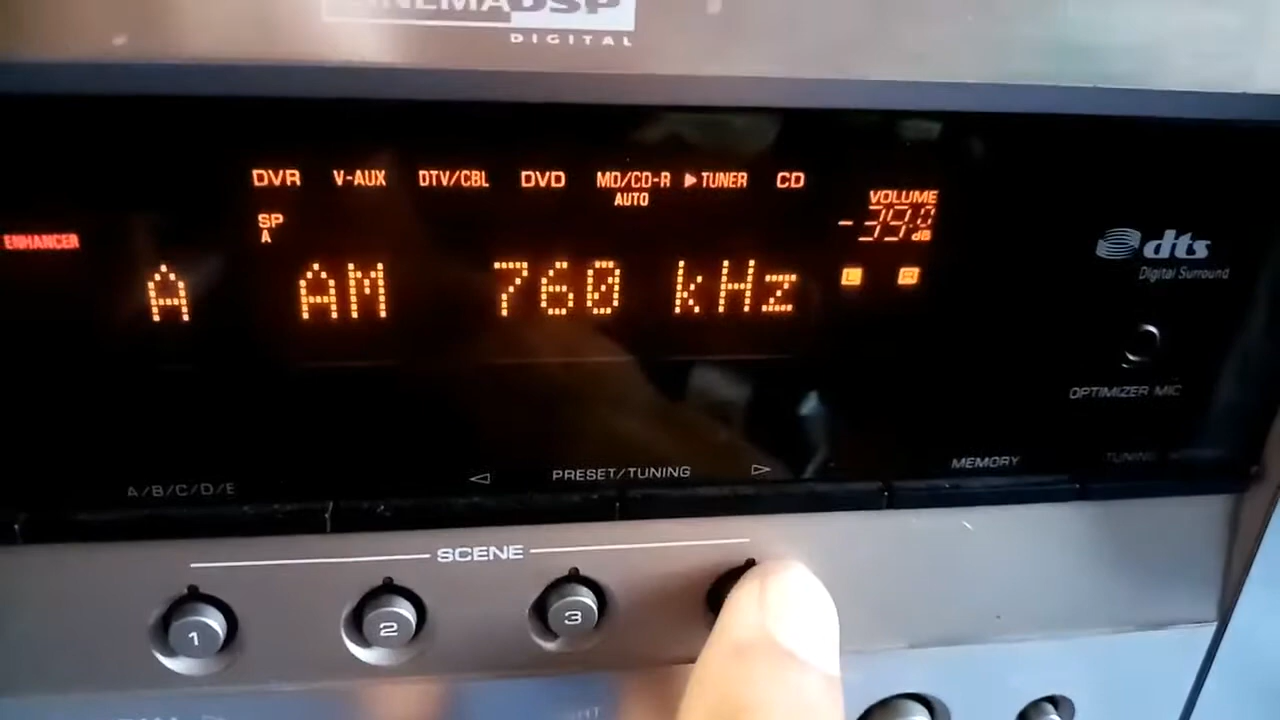 CINEMA DSP
DIGITAL
DVR V-AUX DTV/CBL DVD MD/CD-R ▶TUNER CD
AUTO
VOLUME
-39.0 dB
SP
A
ENHANCER
L R
A AM 760 kHz
dts
Digital Surround
OPTIMIZER MIC
A/B/C/D/E
◁ PRESET/TUNING ▷
MEMORY
TUNING
SCENE
1 2 3